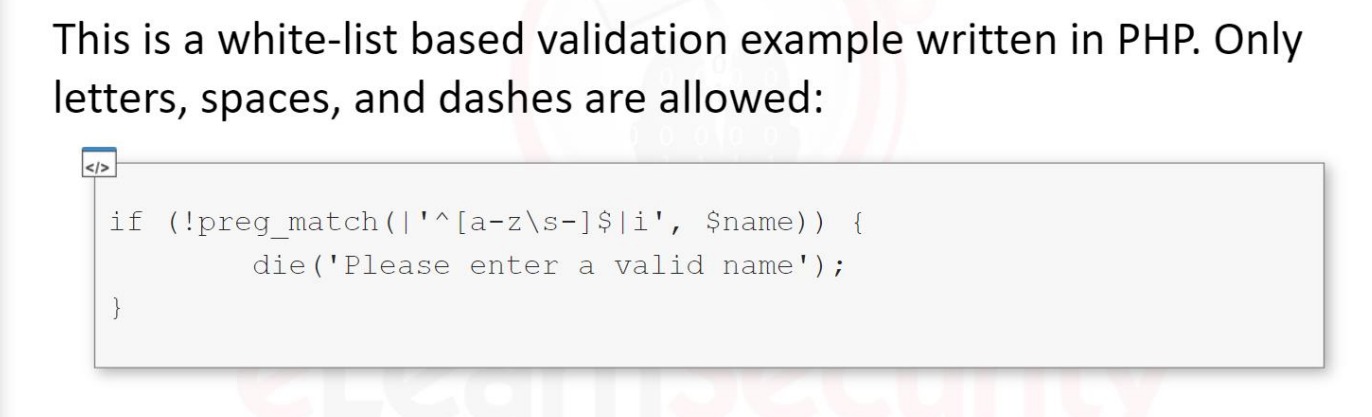 This is a white-list based validation example written in PHP. Only
letters, spaces, and dashes are allowed:
</>
if (!preg_match(|'^[a-z\s-]$|i', $name)) {
die('Please enter a valid name');
}
eLearnSecurity